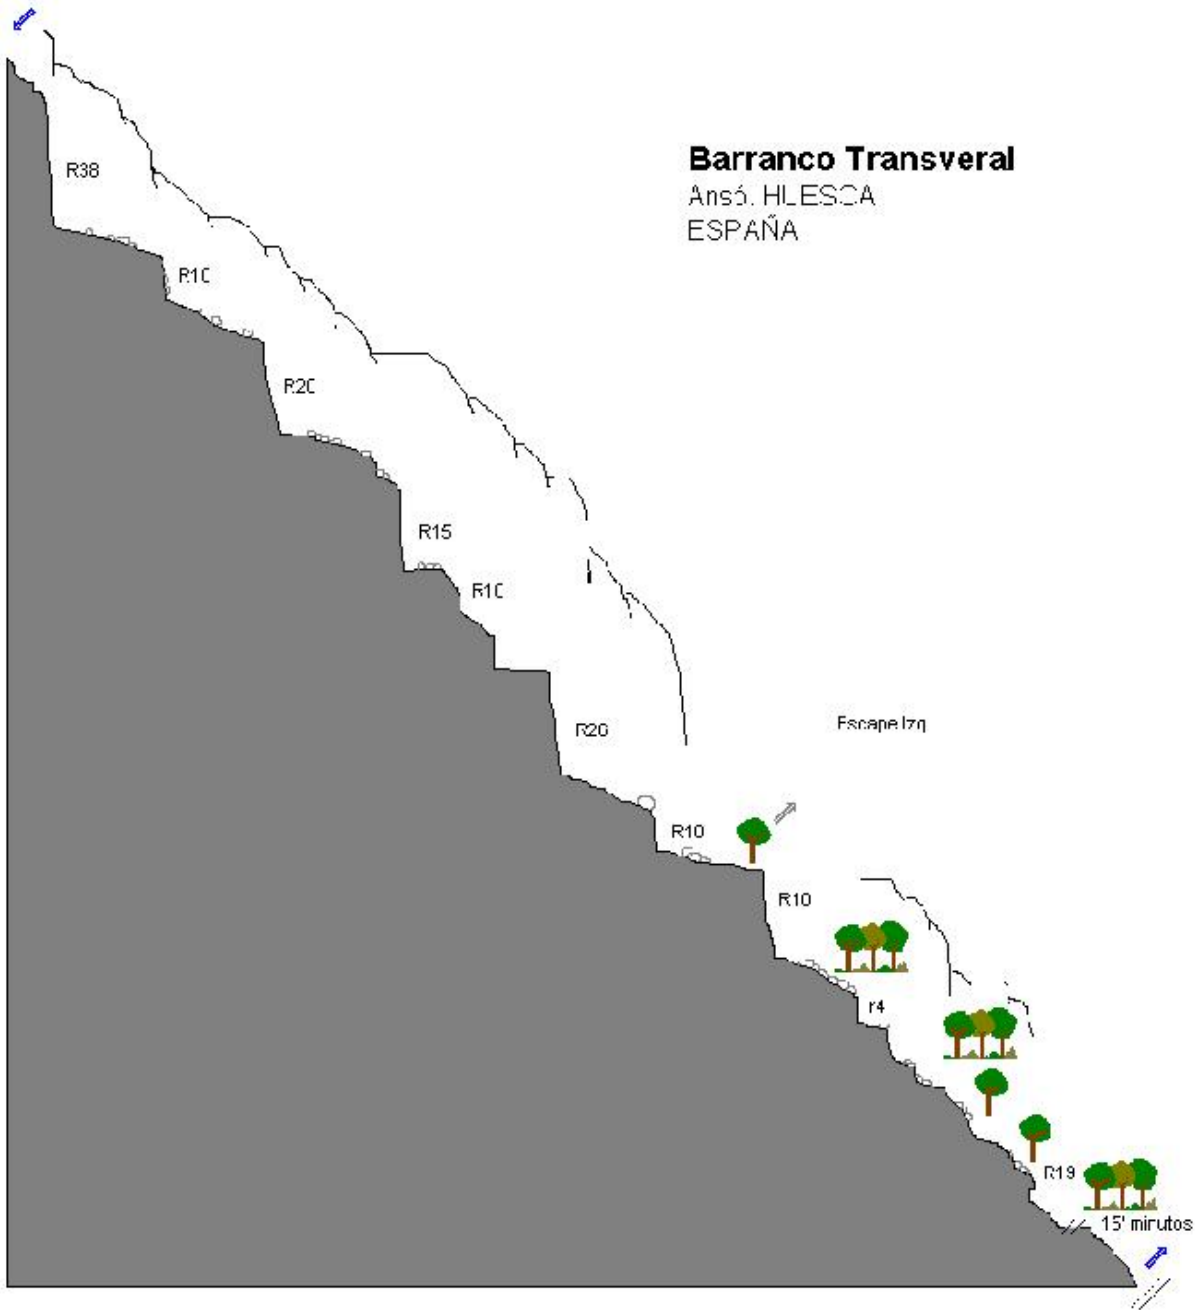 Barranco Transveral
Ansó. HUESCA
ESPAÑA
R38
R10
R20
R15
R10
R20
Escape Izq
R10
R10
r4
R19
15' minutos